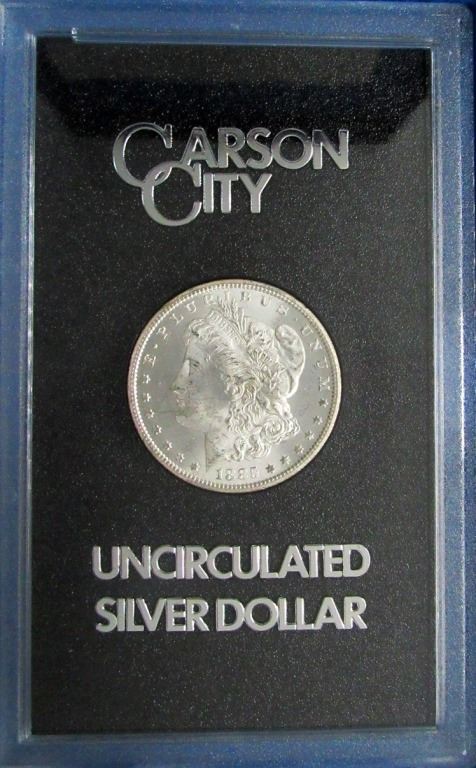 CARSON
CITY
E·PLURIBUS·UNUM
UNCIRCULATED
SILVER DOLLAR